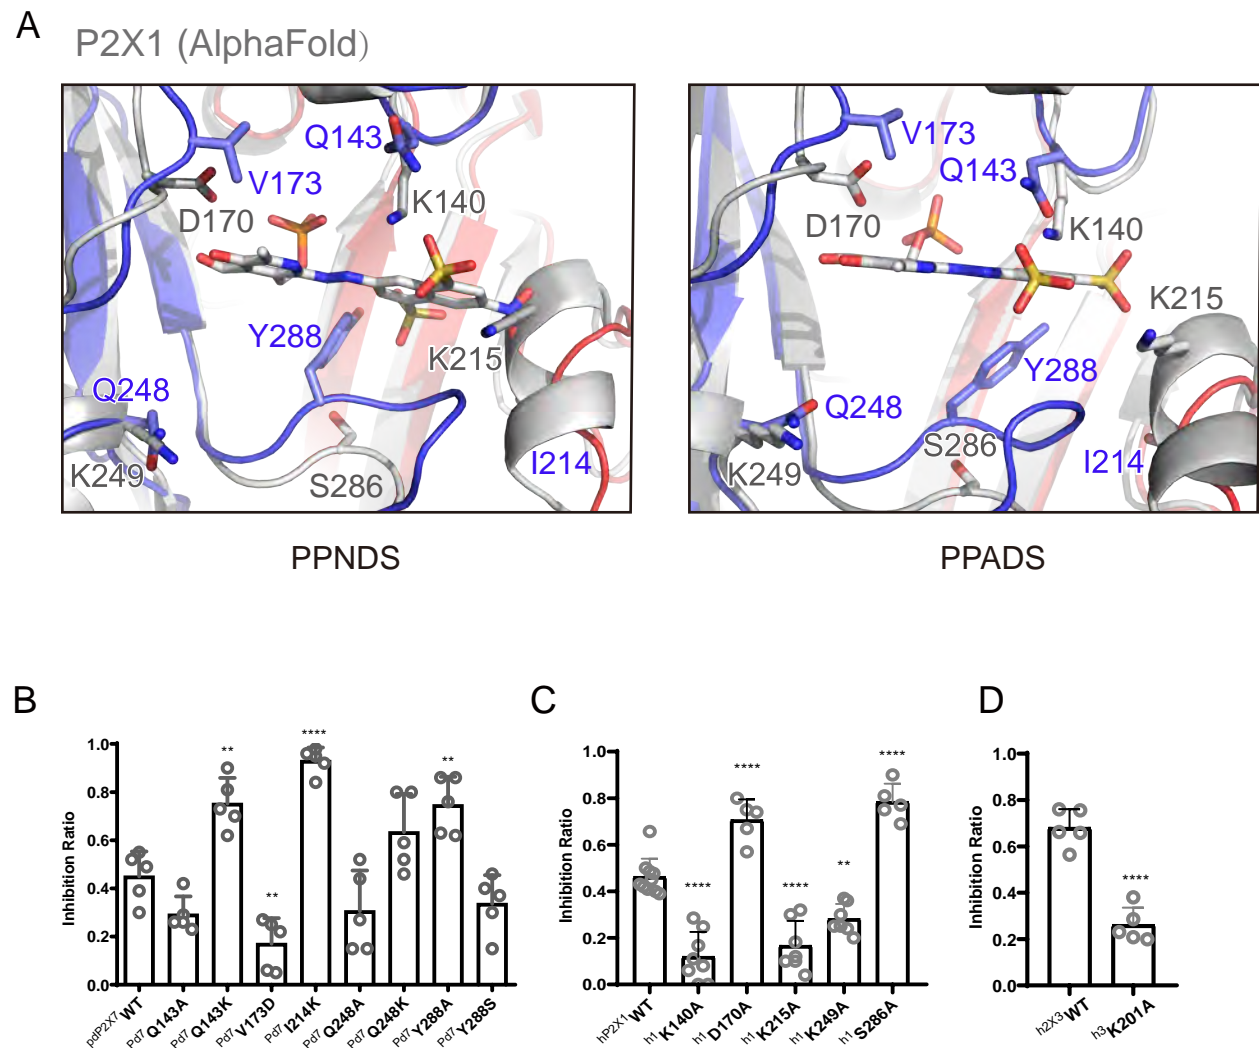 A
P2X1 (AlphaFold)
Q143
V173
D170
K140
Y288
K215
Q248
K249
S286
I214
V173
Q143
D170
K140
K215
Y288
Q248
S286
K249
I214
PPNDS
PPADS
B
Inhibition Ratio
1.0
0.8
0.6
0.4
0.2
0.0
**
**
****
**
pdP2X7 WT
Pd7 Q143A
Pd7 Q143K
Pd7 V173D
Pd7 I214K
Pd7 Q248A
Pd7 Q248K
Pd7 Y288A
Pd7 Y288S
C
Inhibition Ratio
1.0
0.8
0.6
0.4
0.2
0.0
****
****
****
**
****
hP2X1 WT
h1 K140A
h1 D170A
h1 K215A
h1 K249A
h1 S286A
D
Inhibition Ratio
1.0
0.8
0.6
0.4
0.2
0.0
****
h2X3 WT
h3 K201A